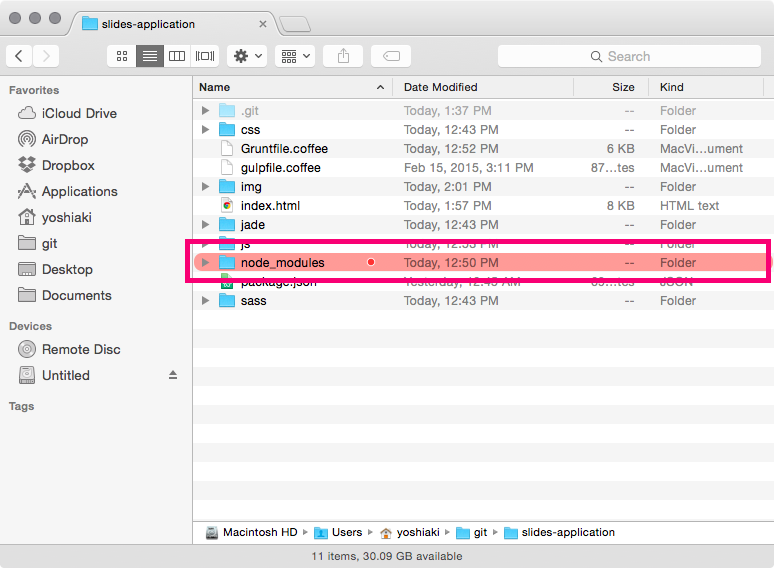 slides-application
Search
Favorites
iCloud Drive
AirDrop
Dropbox
Applications
yoshiaki
git
Desktop
Documents
Devices
Remote Disc
Untitled
Tags
Name Date Modified Size Kind
.git Today, 1:37 PM -- Folder
css Today, 12:43 PM -- Folder
Gruntfile.coffee Today, 12:52 PM 6 KB MacVi...ument
gulpfile.coffee Feb 15, 2015, 3:11 PM 87...tes MacVi...ument
img Today, 2:01 PM -- Folder
index.html Today, 1:57 PM 8 KB HTML text
jade Today, 12:43 PM -- Folder
js Today, 12:53 PM -- Folder
node_modules Today, 12:50 PM -- Folder
package.json Yesterday, 12:43 AM JSON
sass Today, 12:43 PM -- Folder
Macintosh HD ▸ Users ▸ yoshiaki ▸ git ▸ slides-application
11 items, 30.09 GB available